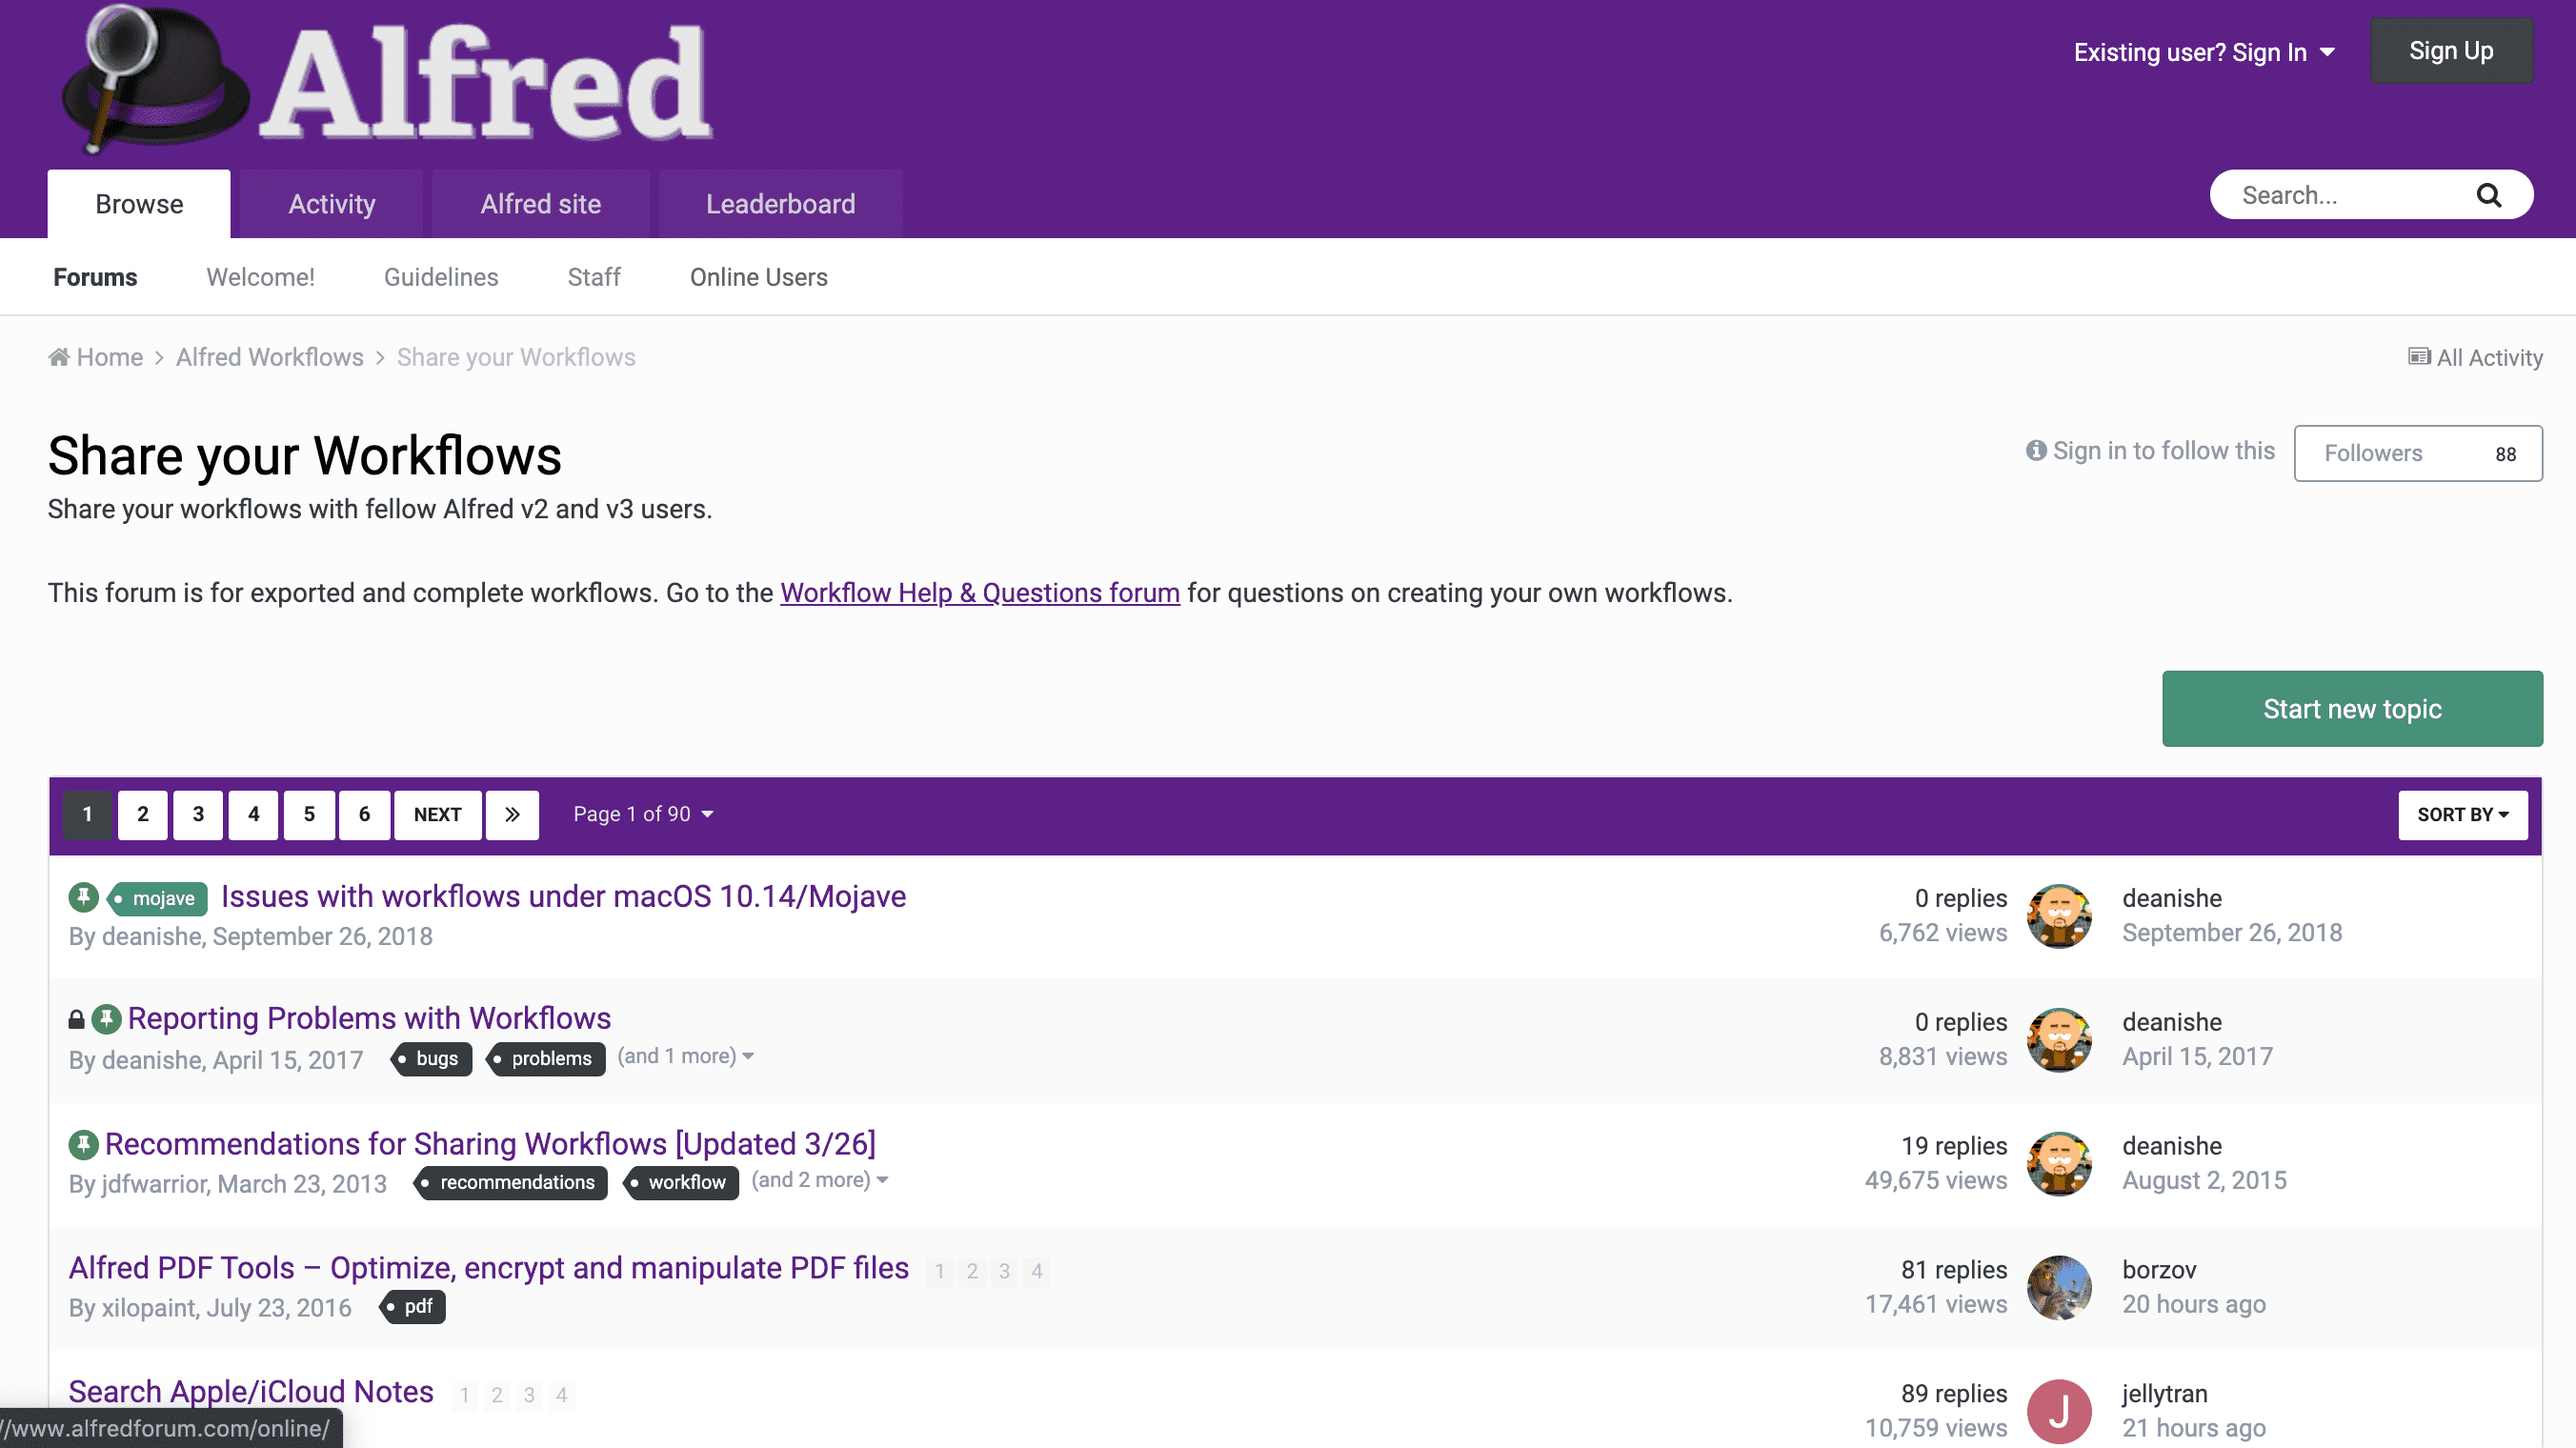 Alfred
Existing user? Sign In
Sign Up
Browse
Activity
Alfred site
Leaderboard
Search...
Forums
Welcome!
Guidelines
Staff
Online Users
Home > Alfred Workflows > Share your Workflows
All Activity
Share your Workflows
Sign in to follow this
Followers 88
Share your workflows with fellow Alfred v2 and v3 users.
This forum is for exported and complete workflows. Go to the Workflow Help & Questions forum for questions on creating your own workflows.
Start new topic
1 2 3 4 5 6 NEXT » Page 1 of 90
SORT BY
mojave Issues with workflows under macOS 10.14/Mojave
By deanishe, September 26, 2018
0 replies
6,762 views
deanishe
September 26, 2018
Reporting Problems with Workflows
By deanishe, April 15, 2017 bugs problems (and 1 more)
0 replies
8,831 views
deanishe
April 15, 2017
Recommendations for Sharing Workflows [Updated 3/26]
By jdfwarrior, March 23, 2013 recommendations workflow (and 2 more)
19 replies
49,675 views
deanishe
August 2, 2015
Alfred PDF Tools – Optimize, encrypt and manipulate PDF files 1 2 3 4
By xilopaint, July 23, 2016 pdf
81 replies
17,461 views
borzov
20 hours ago
Search Apple/iCloud Notes 1 2 3 4
89 replies
10,759 views
J
jellytran
21 hours ago
//www.alfredforum.com/online/